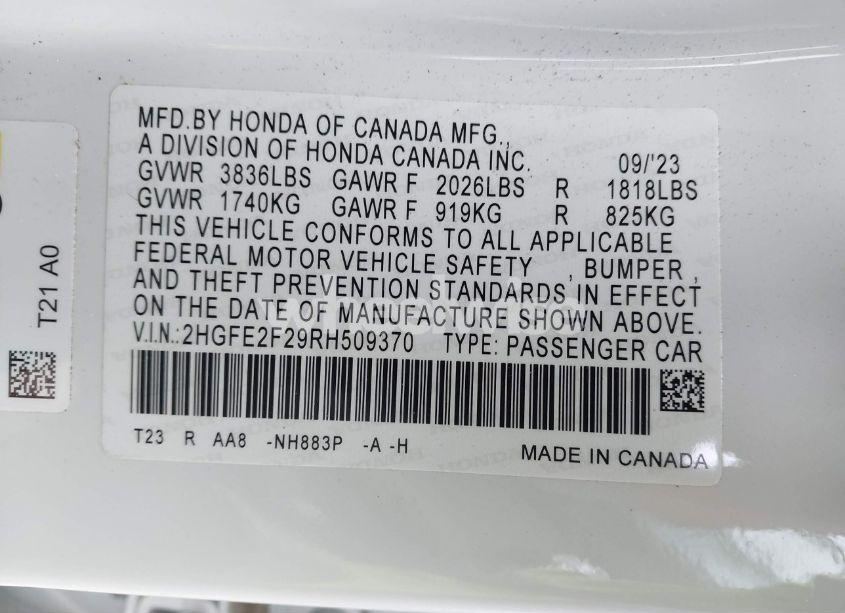 MFD.BY HONDA OF CANADA MFG.,
A DIVISION OF HONDA CANADA INC. 09/'23
GVWR 3836LBS GAWR F 2026LBS R 1818LBS
GVWR 1740KG GAWR F 919KG R 825KG
THIS VEHICLE CONFORMS TO ALL APPLICABLE
FEDERAL MOTOR VEHICLE SAFETY , BUMPER ,
AND THEFT PREVENTION STANDARDS IN EFFECT
ON THE DATE OF MANUFACTURE SHOWN ABOVE.
V.I.N.:2HGFE2F29RH509370 TYPE: PASSENGER CAR
T23 R AA8 -NH883P -A -H
MADE IN CANADA
T21 A0